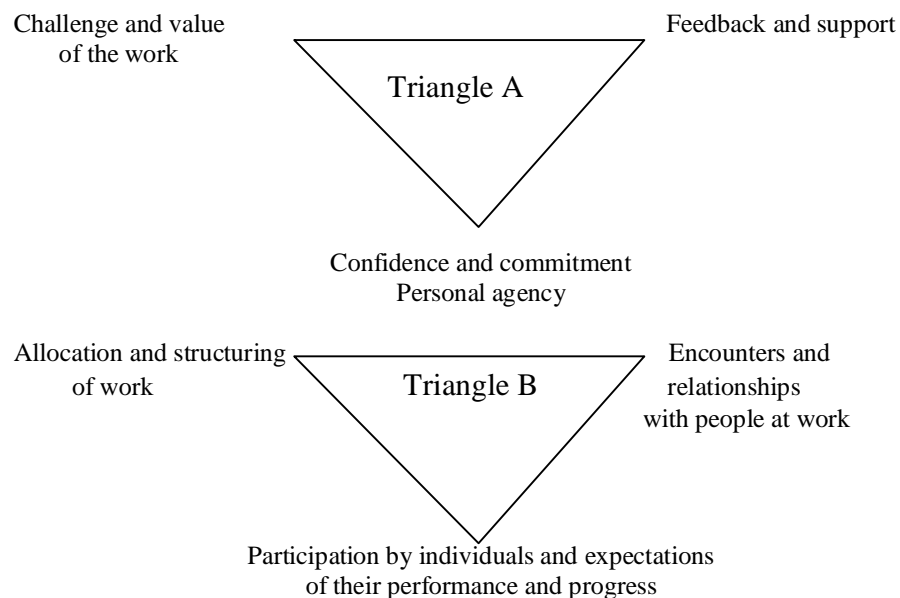 Challenge and value
of the work
Feedback and support
Triangle A
Confidence and commitment
Personal agency
Allocation and structuring
of work
Encounters and
relationships
with people at work
Triangle B
Participation by individuals and expectations
of their performance and progress